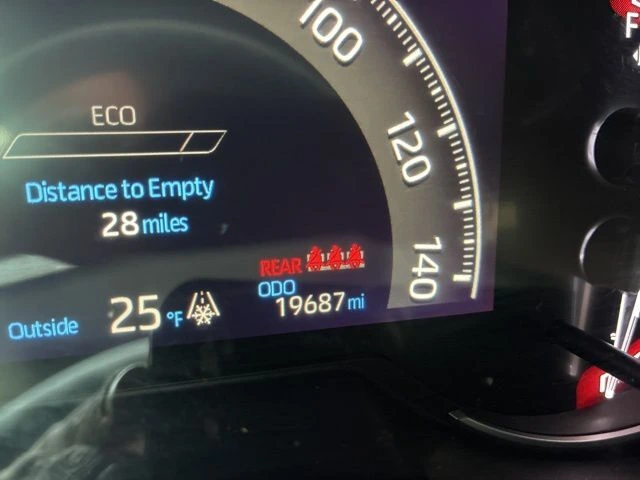 100
F
ECO
120
Distance to Empty
28 miles
REAR
140
ODO
Outside 25 °F
19687 mi